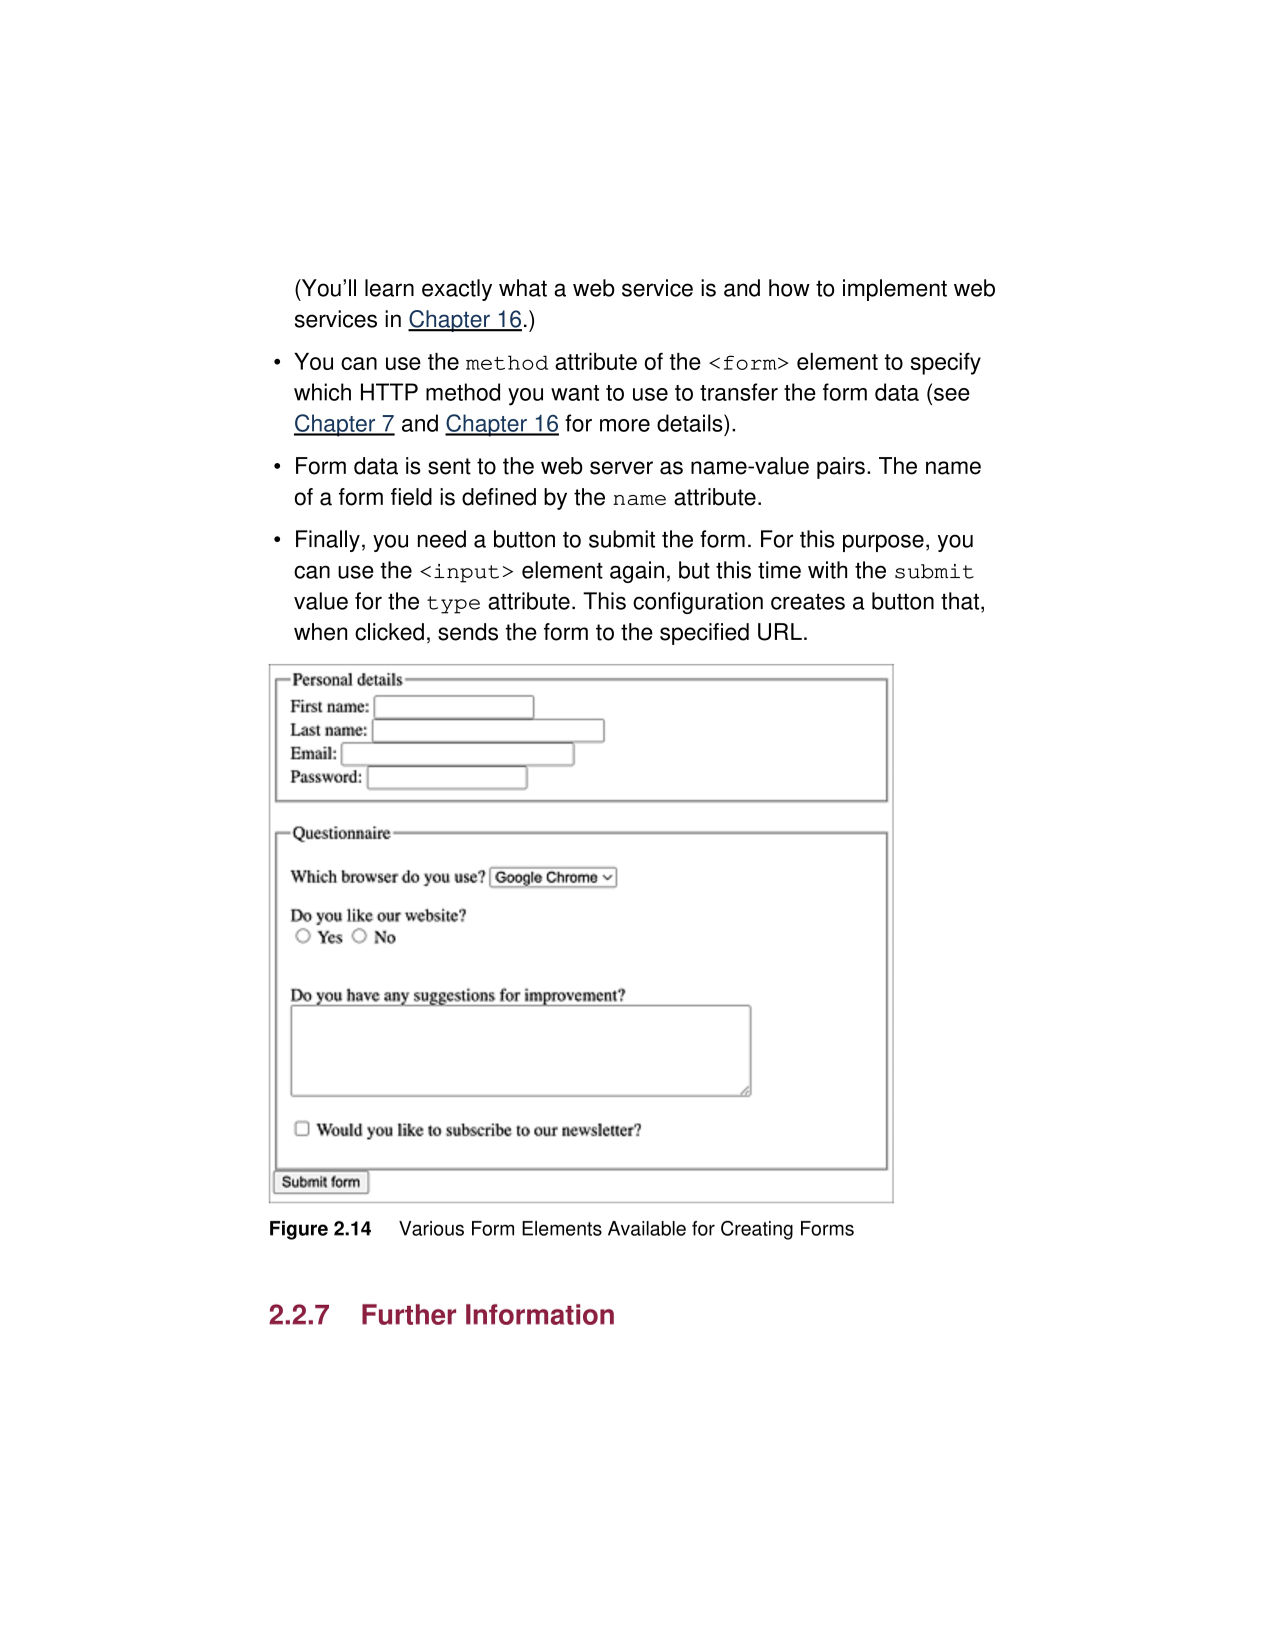 (You’ll learn exactly what a web service is and how to implement web
services in Chapter 16.)
• You can use the method attribute of the <form> element to specify
which HTTP method you want to use to transfer the form data (see
Chapter 7 and Chapter 16 for more details).
• Form data is sent to the web server as name-value pairs. The name
of a form field is defined by the name attribute.
• Finally, you need a button to submit the form. For this purpose, you
can use the <input> element again, but this time with the submit
value for the type attribute. This configuration creates a button that,
when clicked, sends the form to the specified URL.
Personal details
First name:
Last name:
Email:
Password:
Questionnaire
Which browser do you use? Google Chrome
Do you like our website?
Yes No
Do you have any suggestions for improvement?
Would you like to subscribe to our newsletter?
Submit form
Figure 2.14 Various Form Elements Available for Creating Forms
2.2.7 Further Information